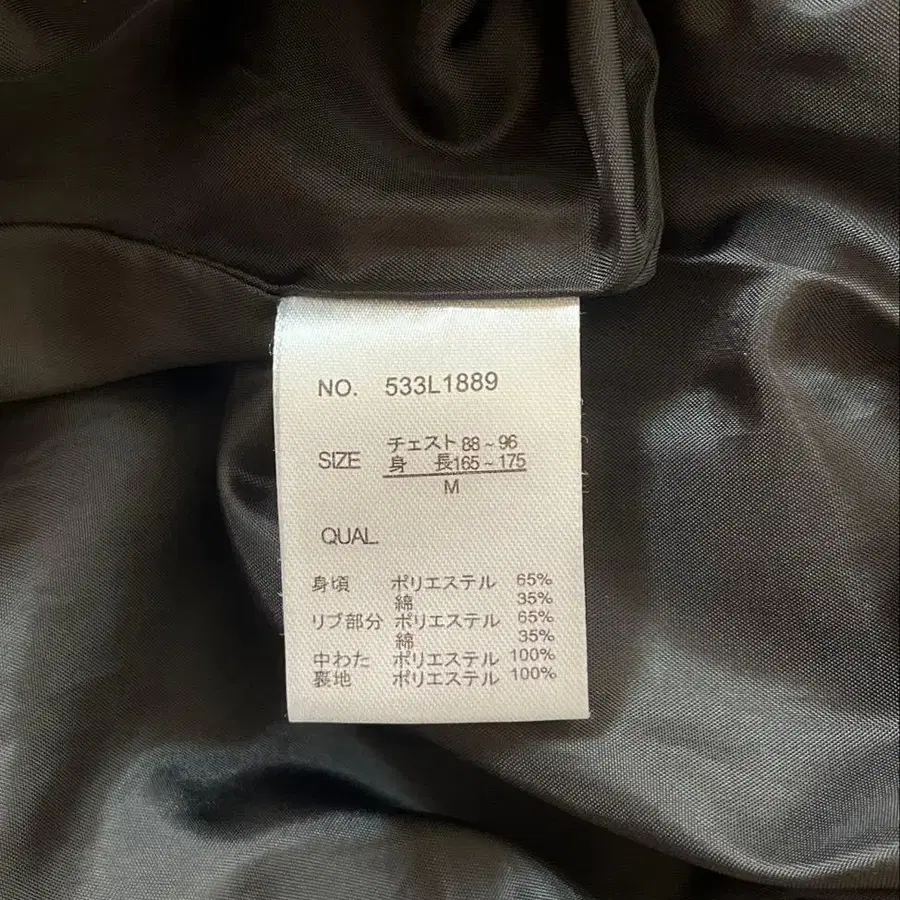 NO. 533L1889
SIZE チェスト 88~96
身 長165~175
M
QUAL.
身頃 ポリエステル 65%
綿 35%
リブ部分 ポリエステル 65%
綿 35%
中わた ポリエステル 100%
裏地 ポリエステル 100%